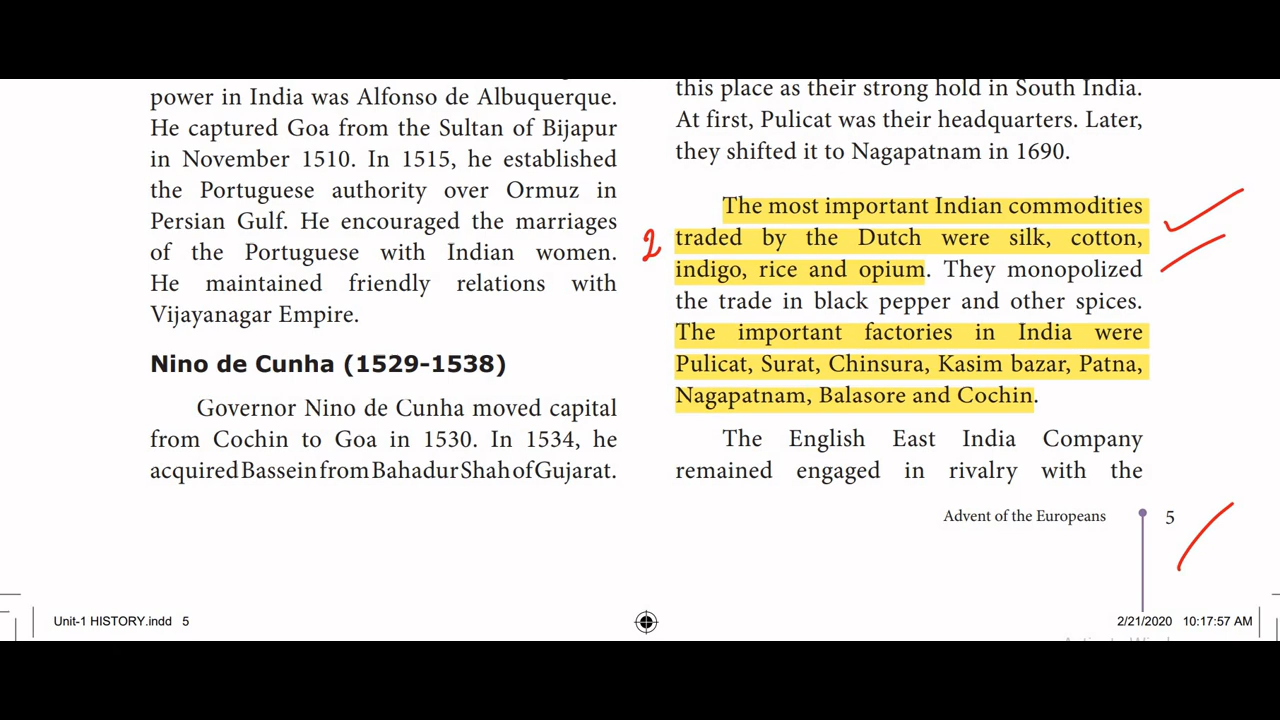 power in India was Alfonso de Albuquerque.
He captured Goa from the Sultan of Bijapur
in November 1510. In 1515, he established
the Portuguese authority over Ormuz in
Persian Gulf. He encouraged the marriages
of the Portuguese with Indian women.
He maintained friendly relations with
Vijayanagar Empire.
Nino de Cunha (1529-1538)
Governor Nino de Cunha moved capital
from Cochin to Goa in 1530. In 1534, he
acquired Bassein from Bahadur Shah of Gujarat.
this place as their strong hold in South India.
At first, Pulicat was their headquarters. Later,
they shifted it to Nagapatnam in 1690.
The most important Indian commodities
2
traded by the Dutch were silk, cotton,
indigo, rice and opium. They monopolized
the trade in black pepper and other spices.
The important factories in India were
Pulicat, Surat, Chinsura, Kasim bazar, Patna,
Nagapatnam, Balasore and Cochin.
The English East India Company
remained engaged in rivalry with the
Advent of the Europeans 5
Unit-1 HISTORY.indd 5
2/21/2020 10:17:57 AM